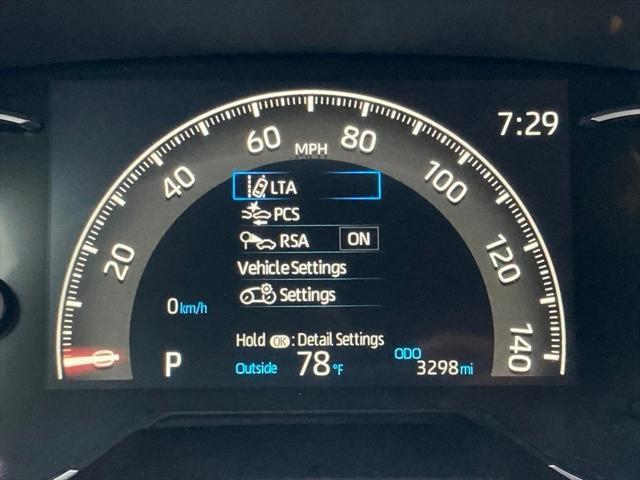 7:29
60 80
MPH
40 100
LTA
PCS
RSA ON
20 120
Vehicle Settings
Settings
0 km/h
Hold OK : Detail Settings
0 140
P Outside 78 °F ODO 3298 mi